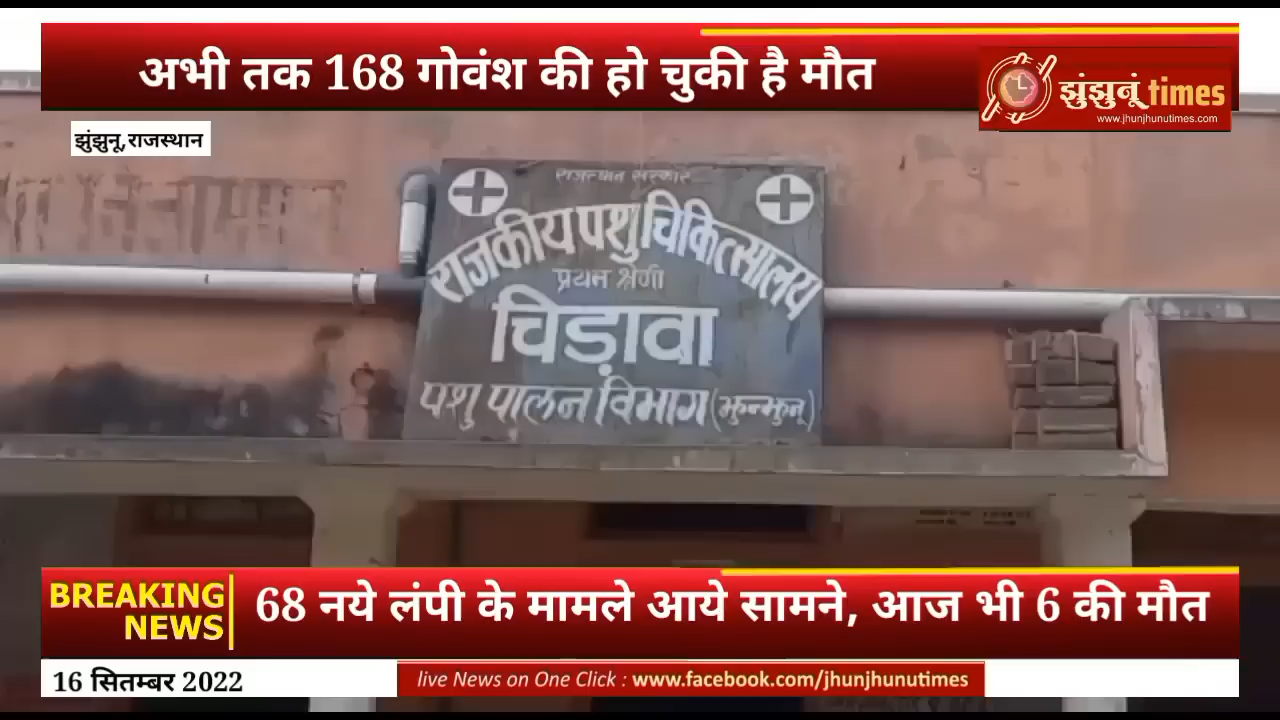 अभी तक 168 गोवंश की हो चुकी है मौत
झुंझुनूं times
www.jhunjhunutimes.com
झुंझुनू,राजस्थान
राजस्थान सरकार
राजकीय पशु चिकित्सालय
प्रथम श्रेणी
चिड़ावा
पशु पालन विभाग (झुन्झुनू)
BREAKING NEWS
68 नये लंपी के मामले आये सामने, आज भी 6 की मौत
16 सितम्बर 2022
live News on One Click : www.facebook.com/jhunjhunutimes